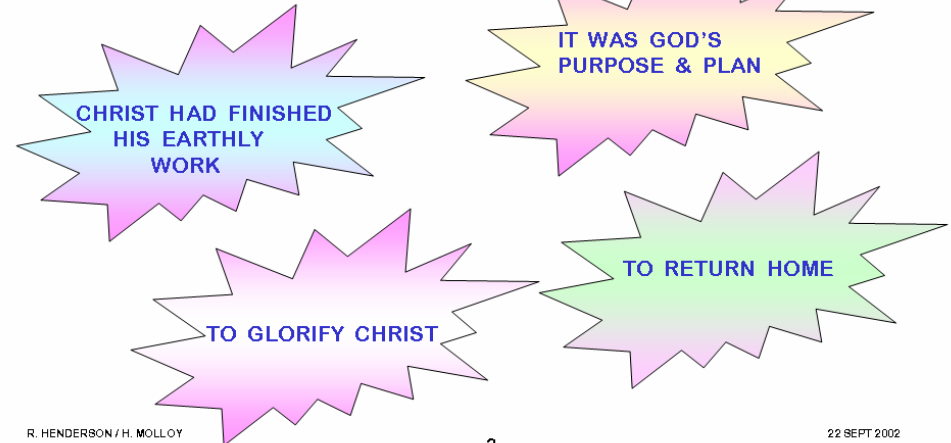 IT WAS GOD'S
PURPOSE & PLAN
CHRIST HAD FINISHED
HIS EARTHLY
WORK
TO RETURN HOME
TO GLORIFY CHRIST
R. HENDERSON / H. MOLLOY
22 SEPT 2002